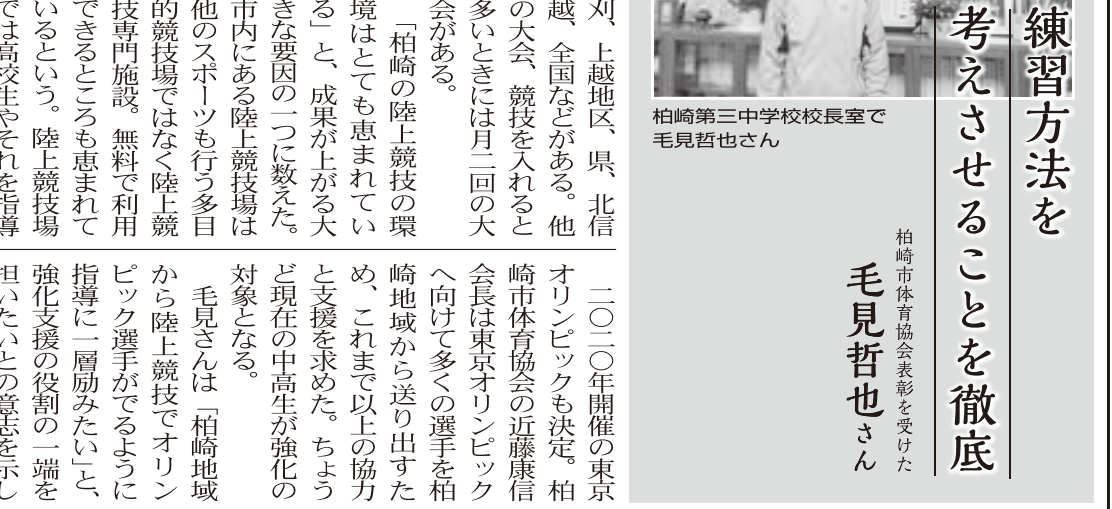 練習方法を
考えさせることを徹底
柏崎市体育協会表彰を受けた
毛見哲也さん
柏崎第三中学校校長室で
毛見哲也さん
刈、上越地区、県、北信
越、全国などがある。他
の大会、競技を入れると
多いときには月二回の大
会がある。
「柏崎の陸上競技の環
境はとても恵まれてい
る」と、成果が上がる大
きな要因の一つに数えた。
市内にある陸上競技場は
他のスポーツも行う多目
的競技場ではなく陸上競
技専門施設。無料で利用
できるところも恵まれて
いるという。陸上競技場
では高校生やそれを指導
二〇二〇年開催の東京
オリンピックも決定。柏
崎市体育協会の近藤康信
会長は東京オリンピック
へ向けて多くの選手を柏
崎地域から送り出すた
め、これまで以上の協力
と支援を求めた。ちょう
ど現在の中高生が強化の
対象となる。
毛見さんは「柏崎地域
から陸上競技でオリン
ピック選手がでるように
指導に一層励みたい」と、
強化支援の役割の一端を
担いたいとの意志を示し